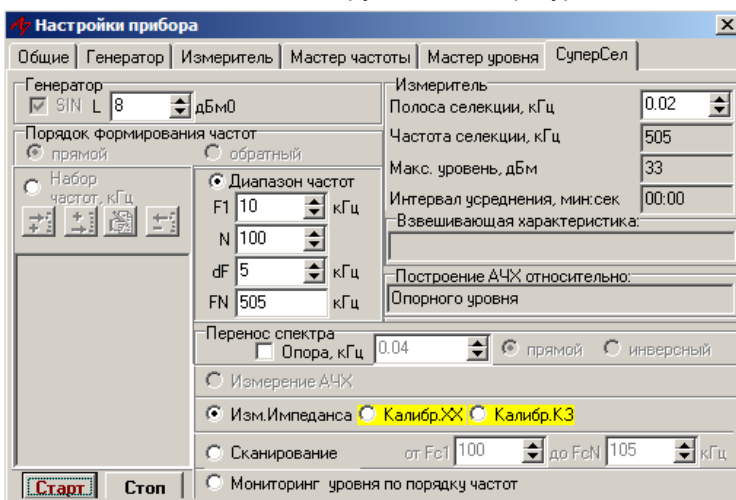 Настройки прибора
Общие Генератор Измеритель Мастер частоты Мастер уровня СуперСел
Генератор
SIN L 8 дБм0
Порядок формирования частот
прямой обратный
Набор частот, кГц
Диапазон частот
F1 10 кГц
N 100
dF 5 кГц
FN 505 кГц
Измеритель
Полоса селекции, кГц 0.02
Частота селекции, кГц 505
Макс. уровень, дБм 33
Интервал усреднения, мин:сек 00:00
Взвешивающая характеристика:
Построение АЧХ относительно:
Опорного уровня
Перенос спектра
Опора, кГц 0.04 прямой инверсный
Измерение АЧХ
Изм.Импеданса Калибр.ХХ Калибр.КЗ
Сканирование от Fc1 100 до FcN 105 кГц
Мониторинг уровня по порядку частот
Старт Стоп